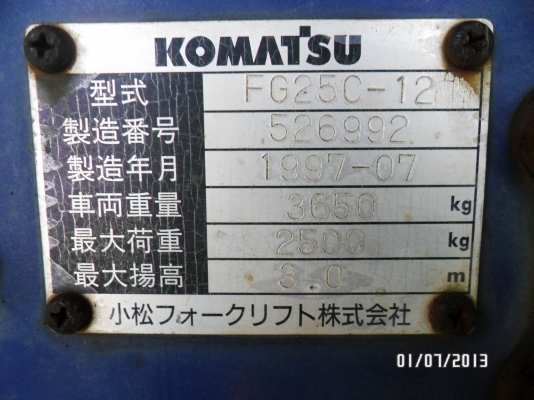 KOMATSU
型式 FG25C-12
製造番号 526992
製造年月 1997-07
車両重量 3650 kg
最大荷重 2500 kg
最大揚高 3.0 m
小松フォークリフト株式会社
01/07/2013